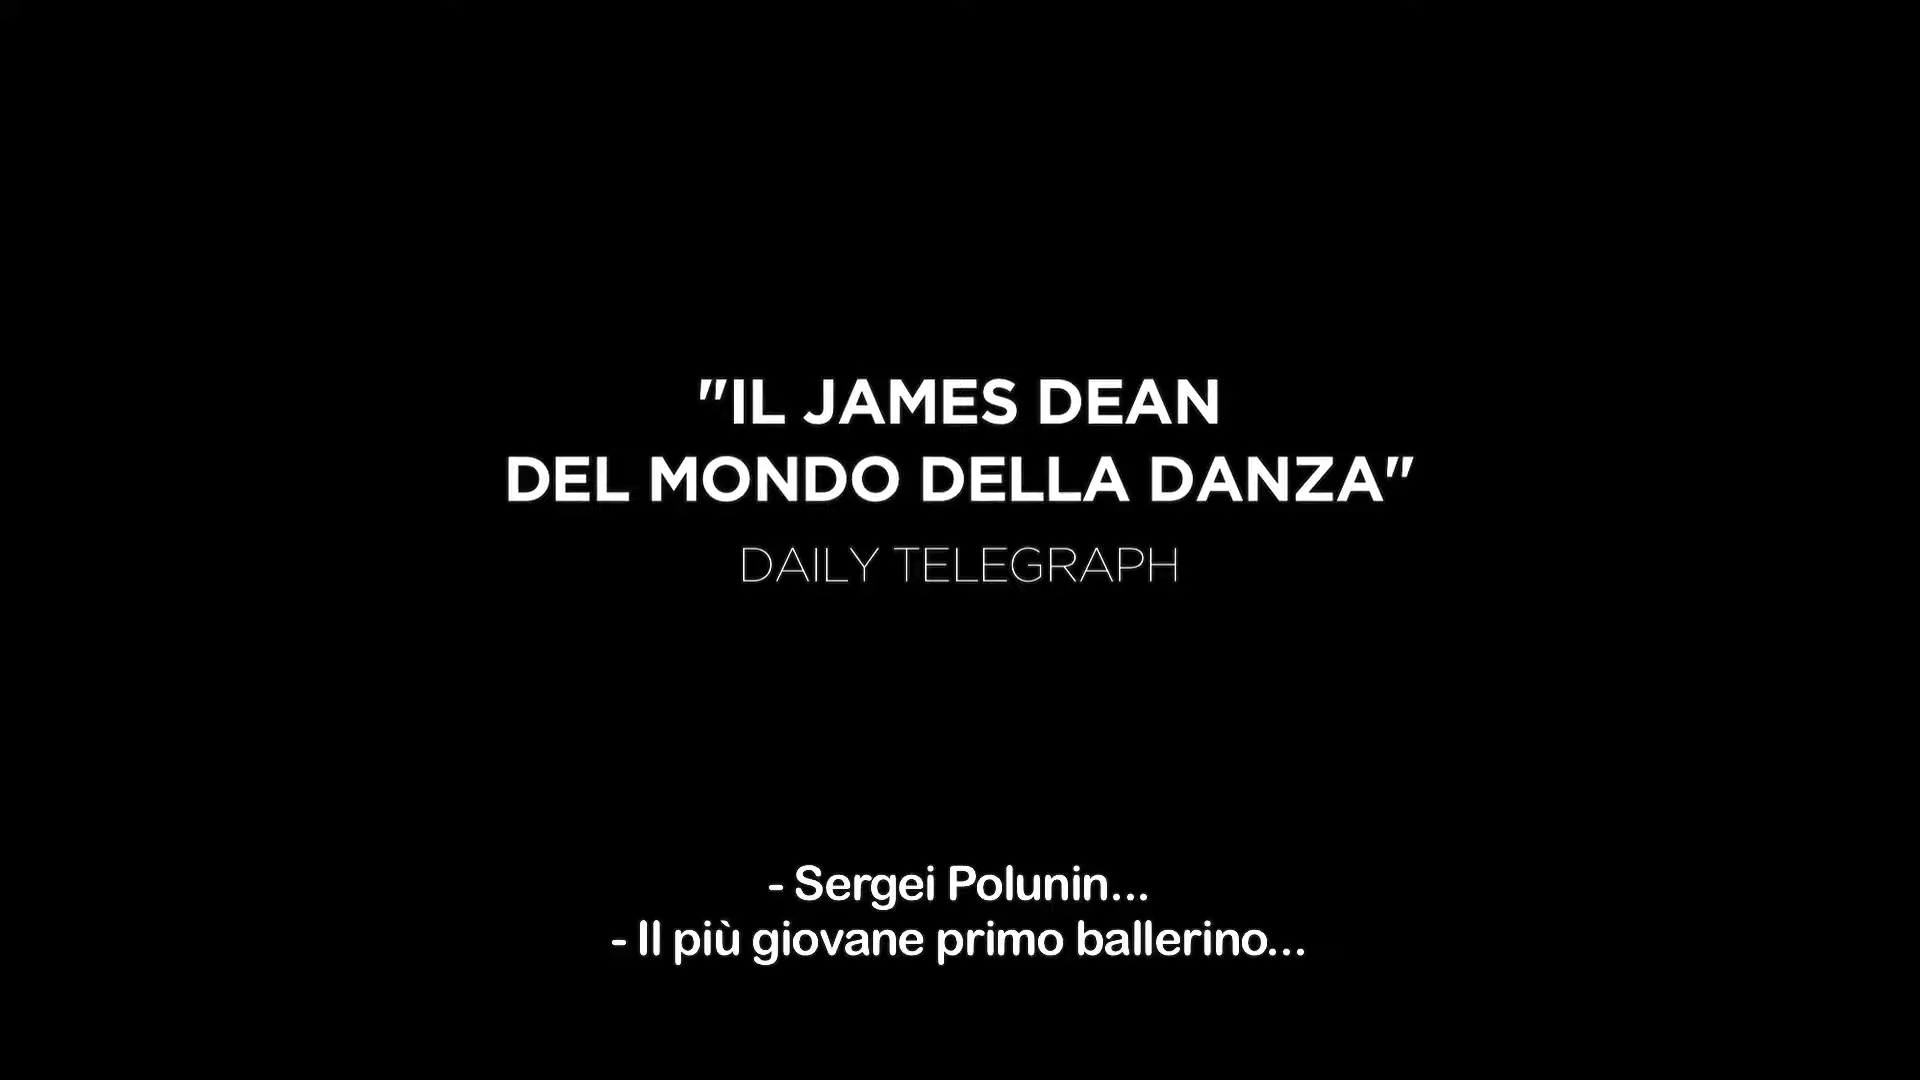 "IL JAMES DEAN
DEL MONDO DELLA DANZA"
DAILY TELEGRAPH
- Sergei Polunin...
- Il più giovane primo ballerino...